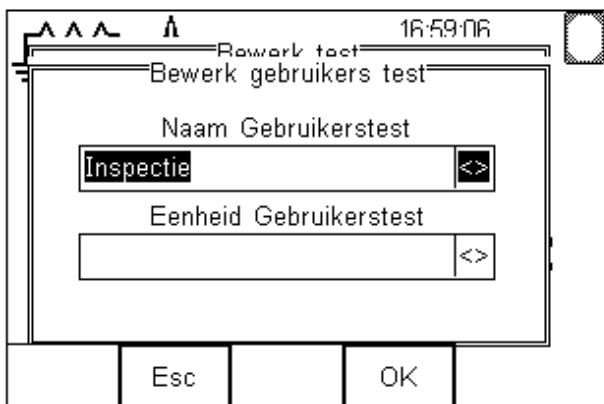 16:59:06
Bewerk test
Bewerk gebruikers test
Naam Gebruikerstest
Inspectie <>
Eenheid Gebruikerstest
<>
Esc OK